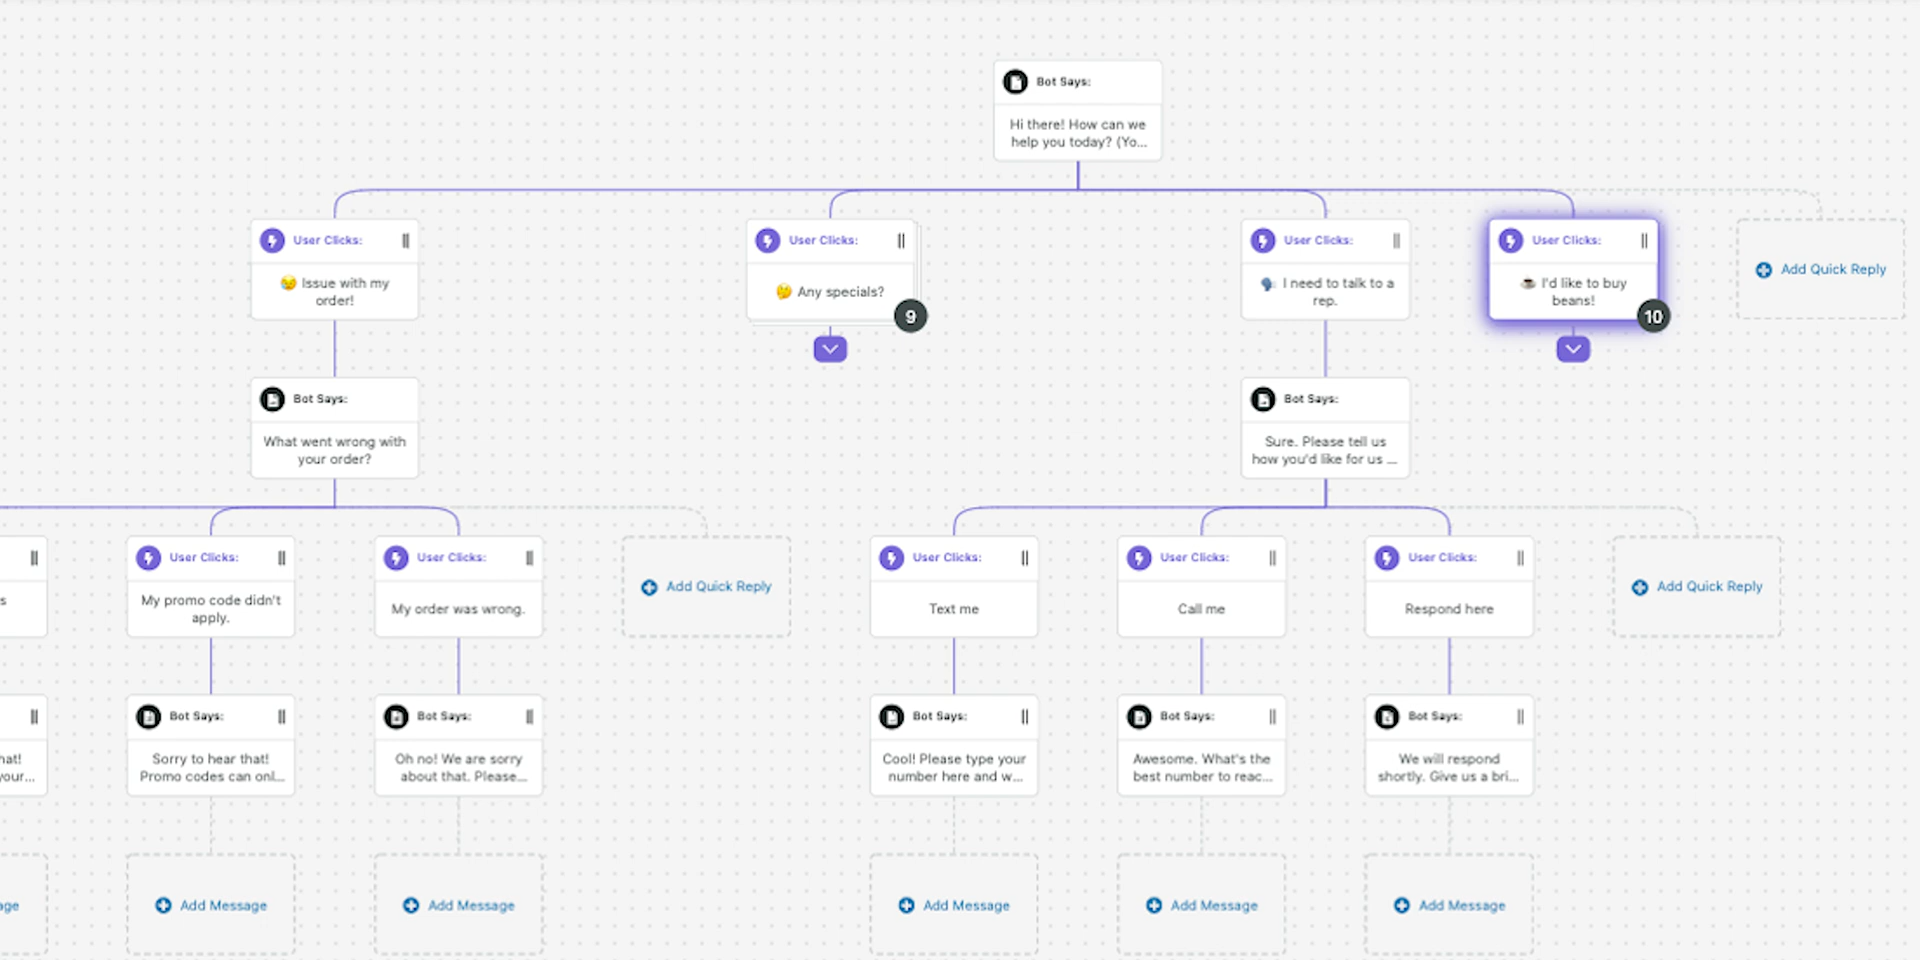 Bot Says:
Hi there! How can we
help you today? (Yo...
User Clicks:
😥 Issue with my
order!
User Clicks:
🤔 Any specials?
9
User Clicks:
🗣️ I need to talk to a
rep.
User Clicks:
☕ I'd like to buy
beans!
10
Add Quick Reply
Bot Says:
What went wrong with
your order?
Bot Says:
Sure. Please tell us
how you'd like for us ...
s
User Clicks:
My promo code didn't
apply.
User Clicks:
My order was wrong.
Add Quick Reply
User Clicks:
Text me
User Clicks:
Call me
User Clicks:
Respond here
Add Quick Reply
hat!
your...
Bot Says:
Sorry to hear that!
Promo codes can onl...
Bot Says:
Oh no! We are sorry
about that. Please...
Bot Says:
Cool! Please type your
number here and w...
Bot Says:
Awesome. What's the
best number to reac...
Bot Says:
We will respond
shortly. Give us a bri...
age
Add Message
Add Message
Add Message
Add Message
Add Message